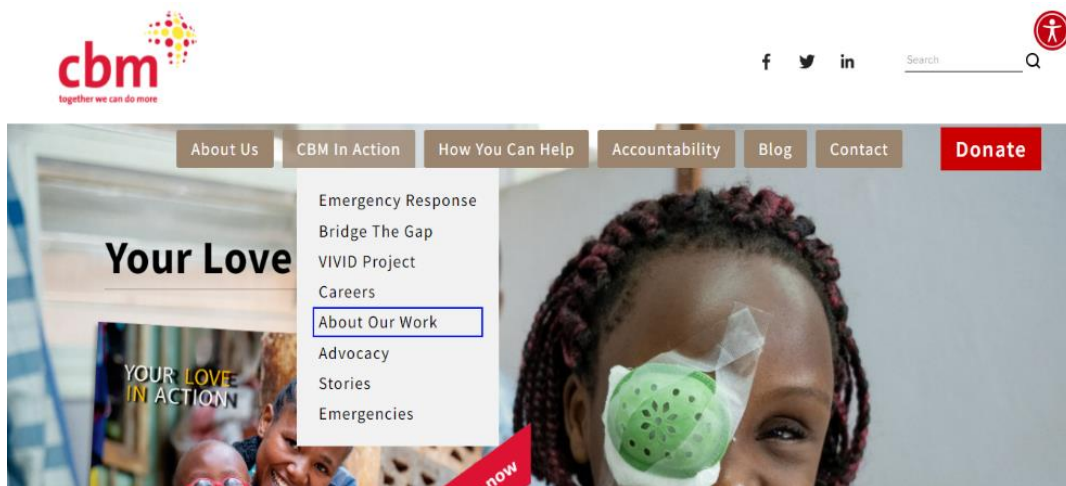 cbm
together we can do more
Search
About Us CBM In Action How You Can Help Accountability Blog Contact Donate
Emergency Response
Bridge The Gap
VIVID Project
Careers
About Our Work
Advocacy
Stories
Emergencies
Your Love
YOUR LOVE
IN ACTION
now